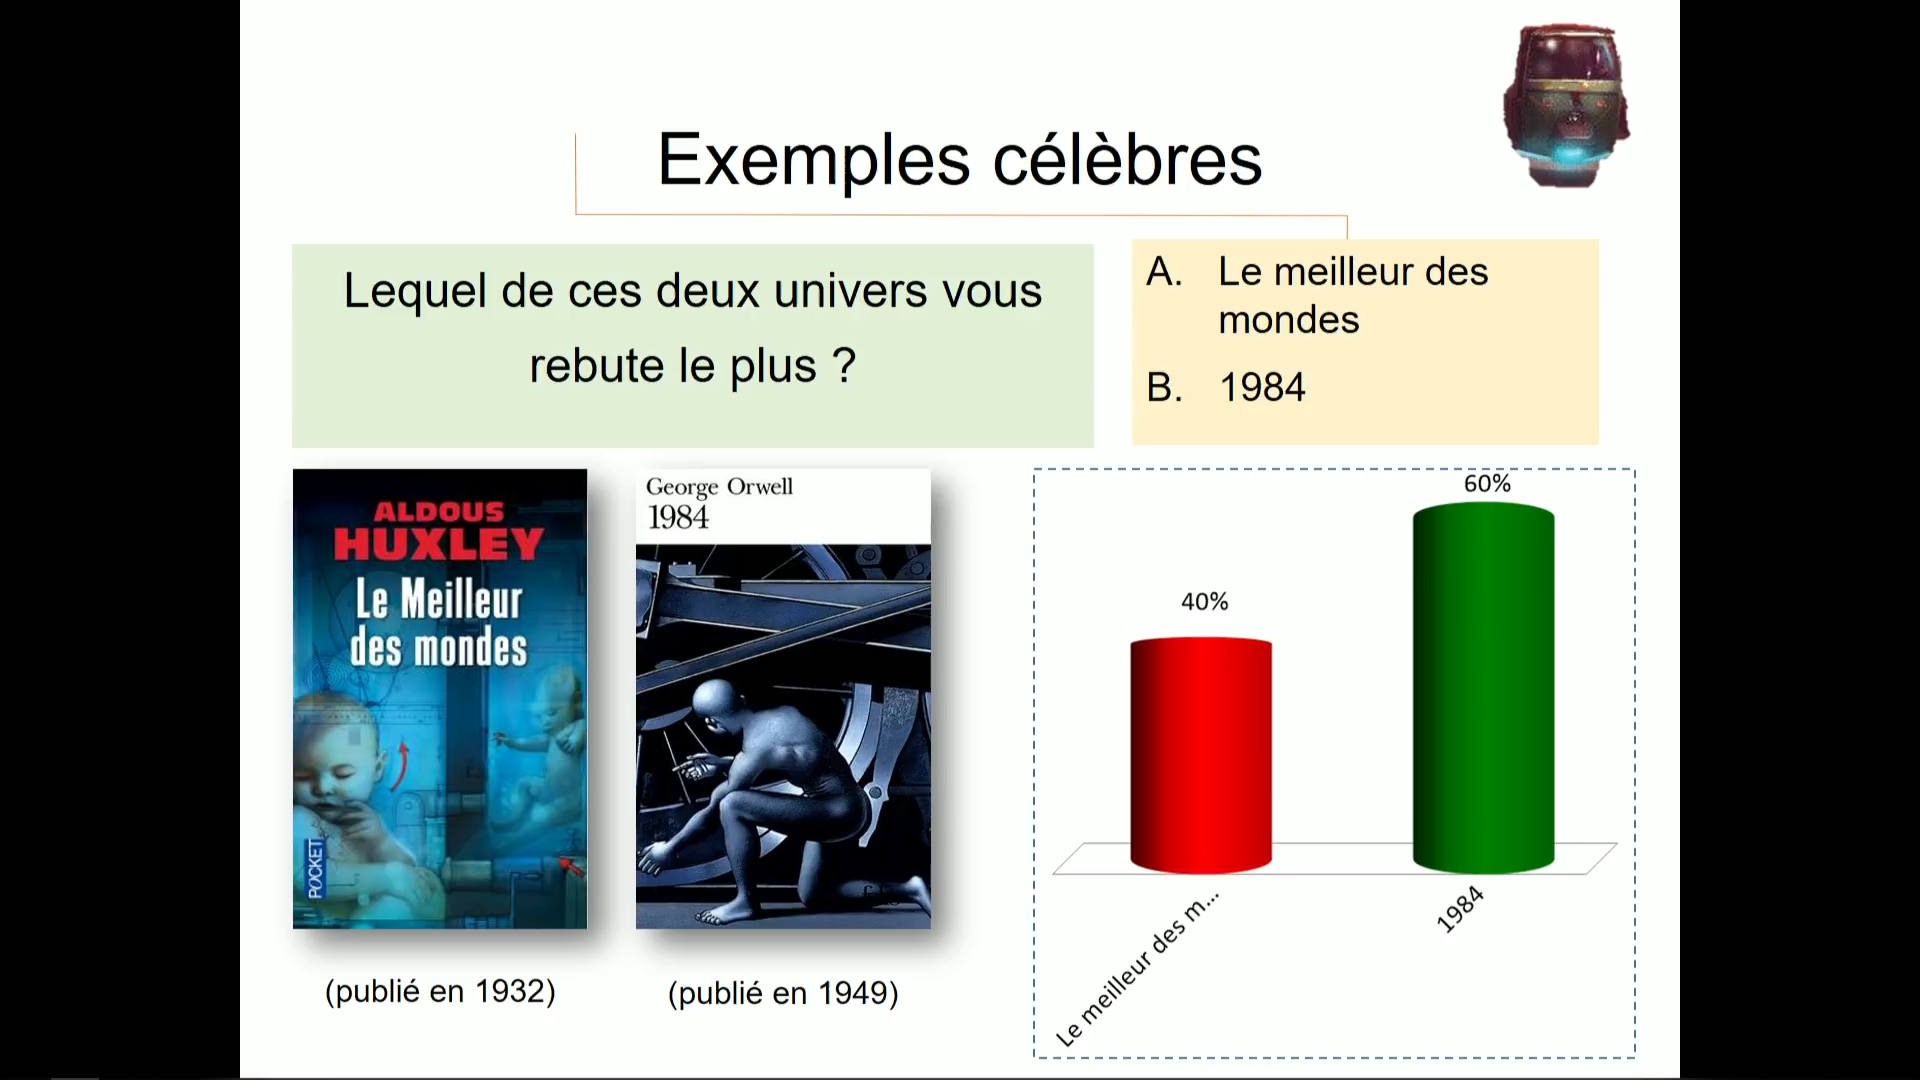 Exemples célèbres
Lequel de ces deux univers vous
rebute le plus ?
A. Le meilleur des
mondes
B. 1984
ALDOUS
HUXLEY
Le Meilleur
des mondes
POCKET
George Orwell
1984
(publié en 1932)
(publié en 1949)
40%
60%
Le meilleur des m...
1984